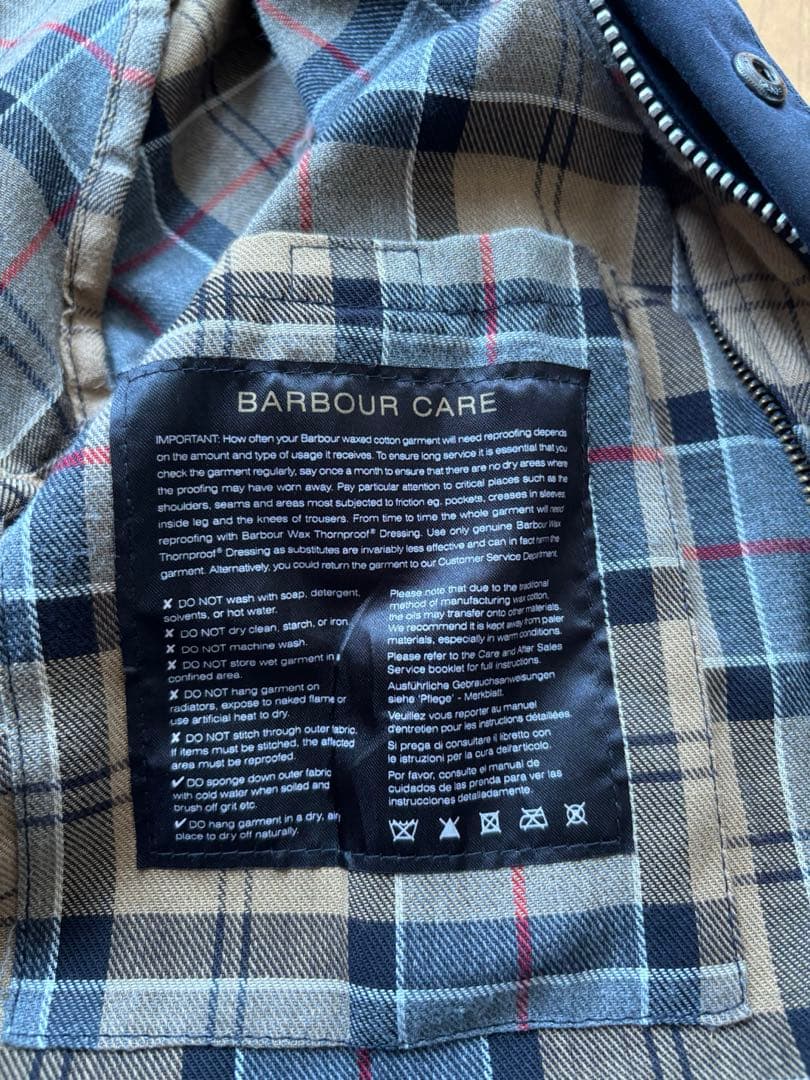 BARBOUR CARE
IMPORTANT: How often your Barbour waxed cotton garment will need reproofing depends
on the amount and type of usage it receives. To ensure long service it is essential that you
check the garment regularly, say once a month to ensure that there are no dry areas where
the proofing may have worn away. Pay particular attention to critical places such as the
shoulders, seams and areas most subjected to friction eg. pockets, creases in sleeves,
inside leg and the knees of trousers. From time to time the whole garment will need
reproofing with Barbour Wax Thornproof® Dressing. Use only genuine Barbour Wax
Thornproof® Dressing as substitutes are invariably less effective and can in fact harm the
garment. Alternatively, you could return the garment to our Customer Service Department.
✘ DO NOT wash with soap, detergent,
solvents, or hot water.
✘ DO NOT dry clean, starch, or iron.
✘ DO NOT machine wash.
✘ DO NOT store wet garment in a
confined area.
✘ DO NOT hang garment on
radiators, expose to naked flame or
use artificial heat to dry.
✘ DO NOT stitch through outer fabric.
If items must be stitched, the affected
area must be reproofed.
✔ DO sponge down outer fabric
with cold water when soiled and
brush off grit etc.
✔ DO hang garment in a dry, airy
place to dry off naturally.
Please note that due to the traditional
method of manufacturing wax cotton,
the oils may transfer onto other materials.
We recommend it is kept away from paler
materials, especially in warm conditions.
Please refer to the Care and After Sales
Service booklet for full instructions.
Ausführliche Gebrauchsanweisungen
siehe 'Pflege' - Merkblatt.
Veuillez vous reporter au manuel
d'entretien pour les instructions détaillées.
Si prega di consultare il libretto con
le istruzioni per la cura dell'articolo.
Por favor, consulte el manual de
cuidados de las prenda para ver las
instrucciones detalladamente.